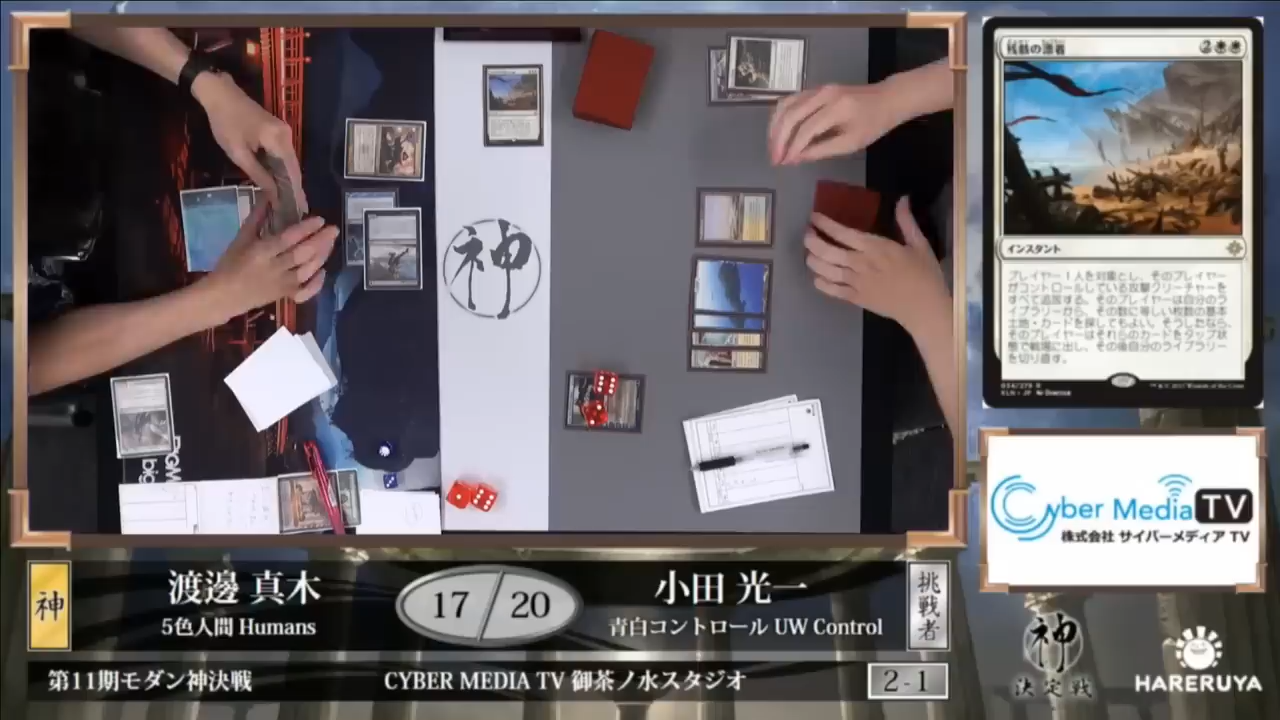 残骸の漂着
インスタント
プレイヤー1人を対象とし、そのプレイヤー
がコントロールしている攻撃クリーチャーを
すべて追放する。そのプレイヤーは自分のラ
イブラリーから、その数に等しい枚数の基本
土地・カードを探してもよい。そうしたなら、
そのプレイヤーはそれらのカードをタップ状
態で戦場に出し、その後自分のライブラリー
を切り直す。
神
Cyber Media TV
株式会社 サイバーメディア TV
神
渡邊 真木
5色人間 Humans
17 / 20
小田 光一
青白コントロール UW Control
挑戦者
第11期モダン神決戦
CYBER MEDIA TV 御茶ノ水スタジオ
2-1
神
決定戦
HARERUYA